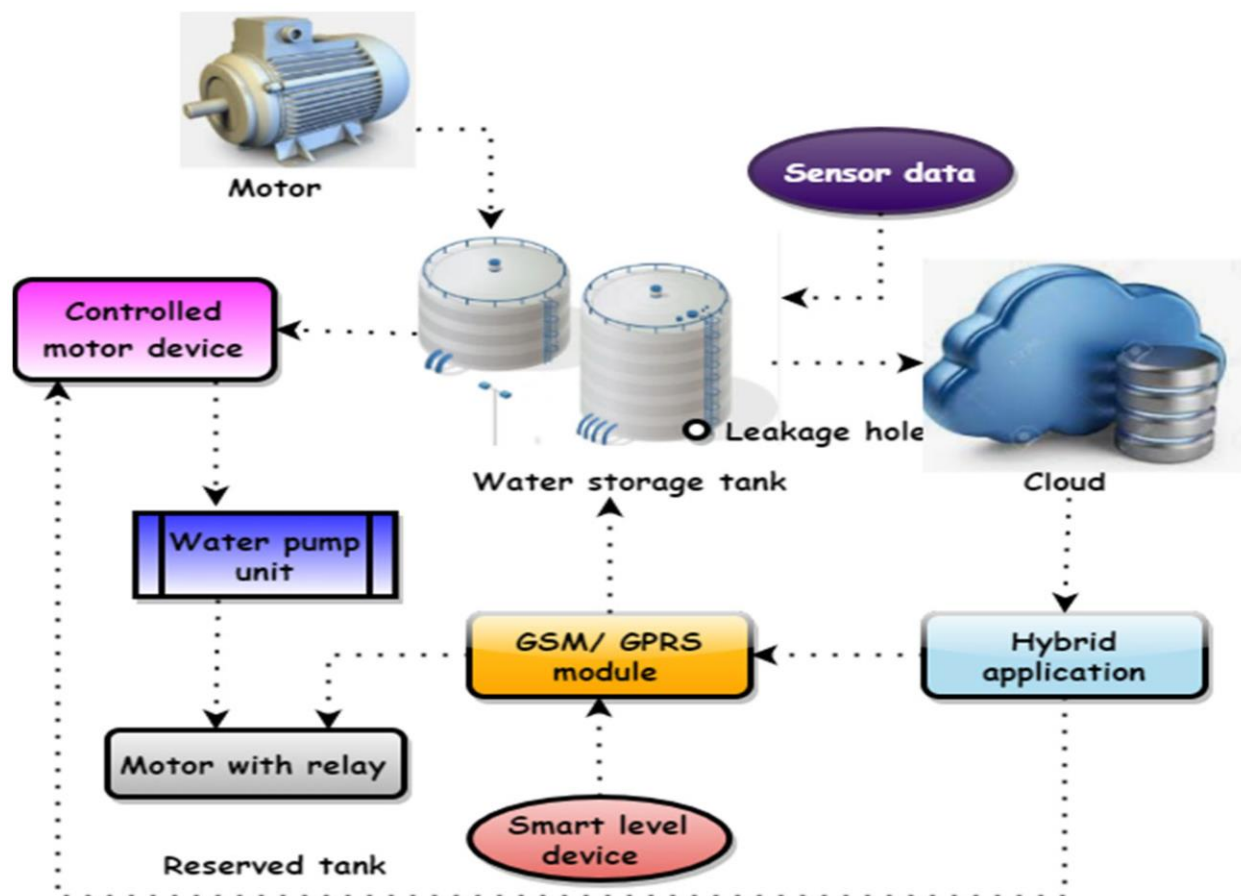 Motor
Sensor data
Controlled
motor device
Leakage hole
Water storage tank
Cloud
Water pump
unit
GSM/ GPRS
module
Hybrid
application
Motor with relay
Smart level
device
Reserved tank